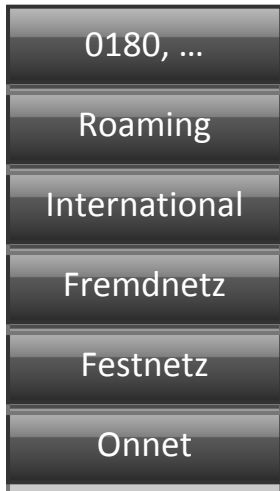 0180, …
Roaming
International
Fremdnetz
Festnetz
Onnet